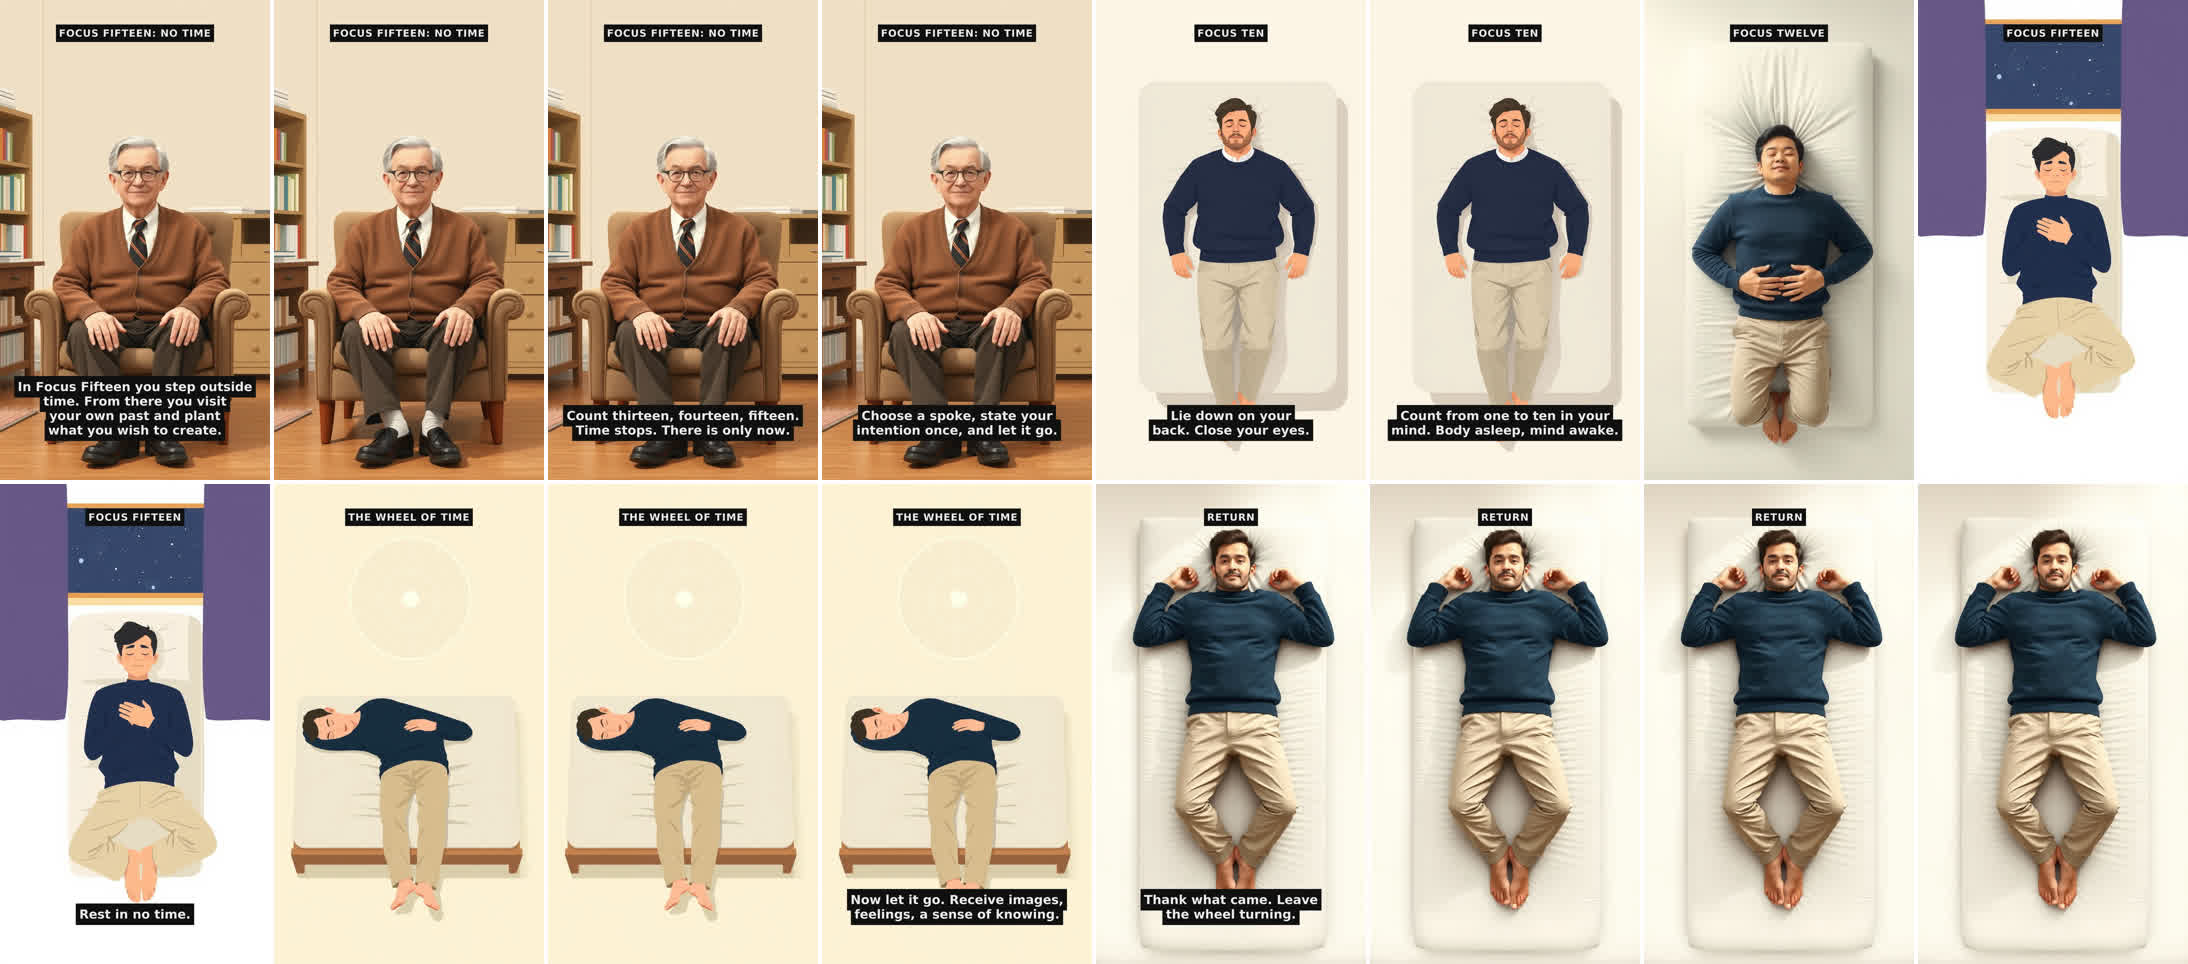 FOCUS FIFTEEN: NO TIME
In Focus Fifteen you step outside
time. From there you visit
your own past and plant
what you wish to create.
FOCUS FIFTEEN: NO TIME
FOCUS FIFTEEN: NO TIME
Count thirteen, fourteen, fifteen.
Time stops. There is only now.
FOCUS FIFTEEN: NO TIME
Choose a spoke, state your
intention once, and let it go.
FOCUS TEN
Lie down on your
back. Close your eyes.
FOCUS TEN
Count from one to ten in your
mind. Body asleep, mind awake.
FOCUS TWELVE
FOCUS FIFTEEN
FOCUS FIFTEEN
Rest in no time.
THE WHEEL OF TIME
THE WHEEL OF TIME
THE WHEEL OF TIME
Now let it go. Receive images,
feelings, a sense of knowing.
RETURN
Thank what came. Leave
the wheel turning.
RETURN
RETURN